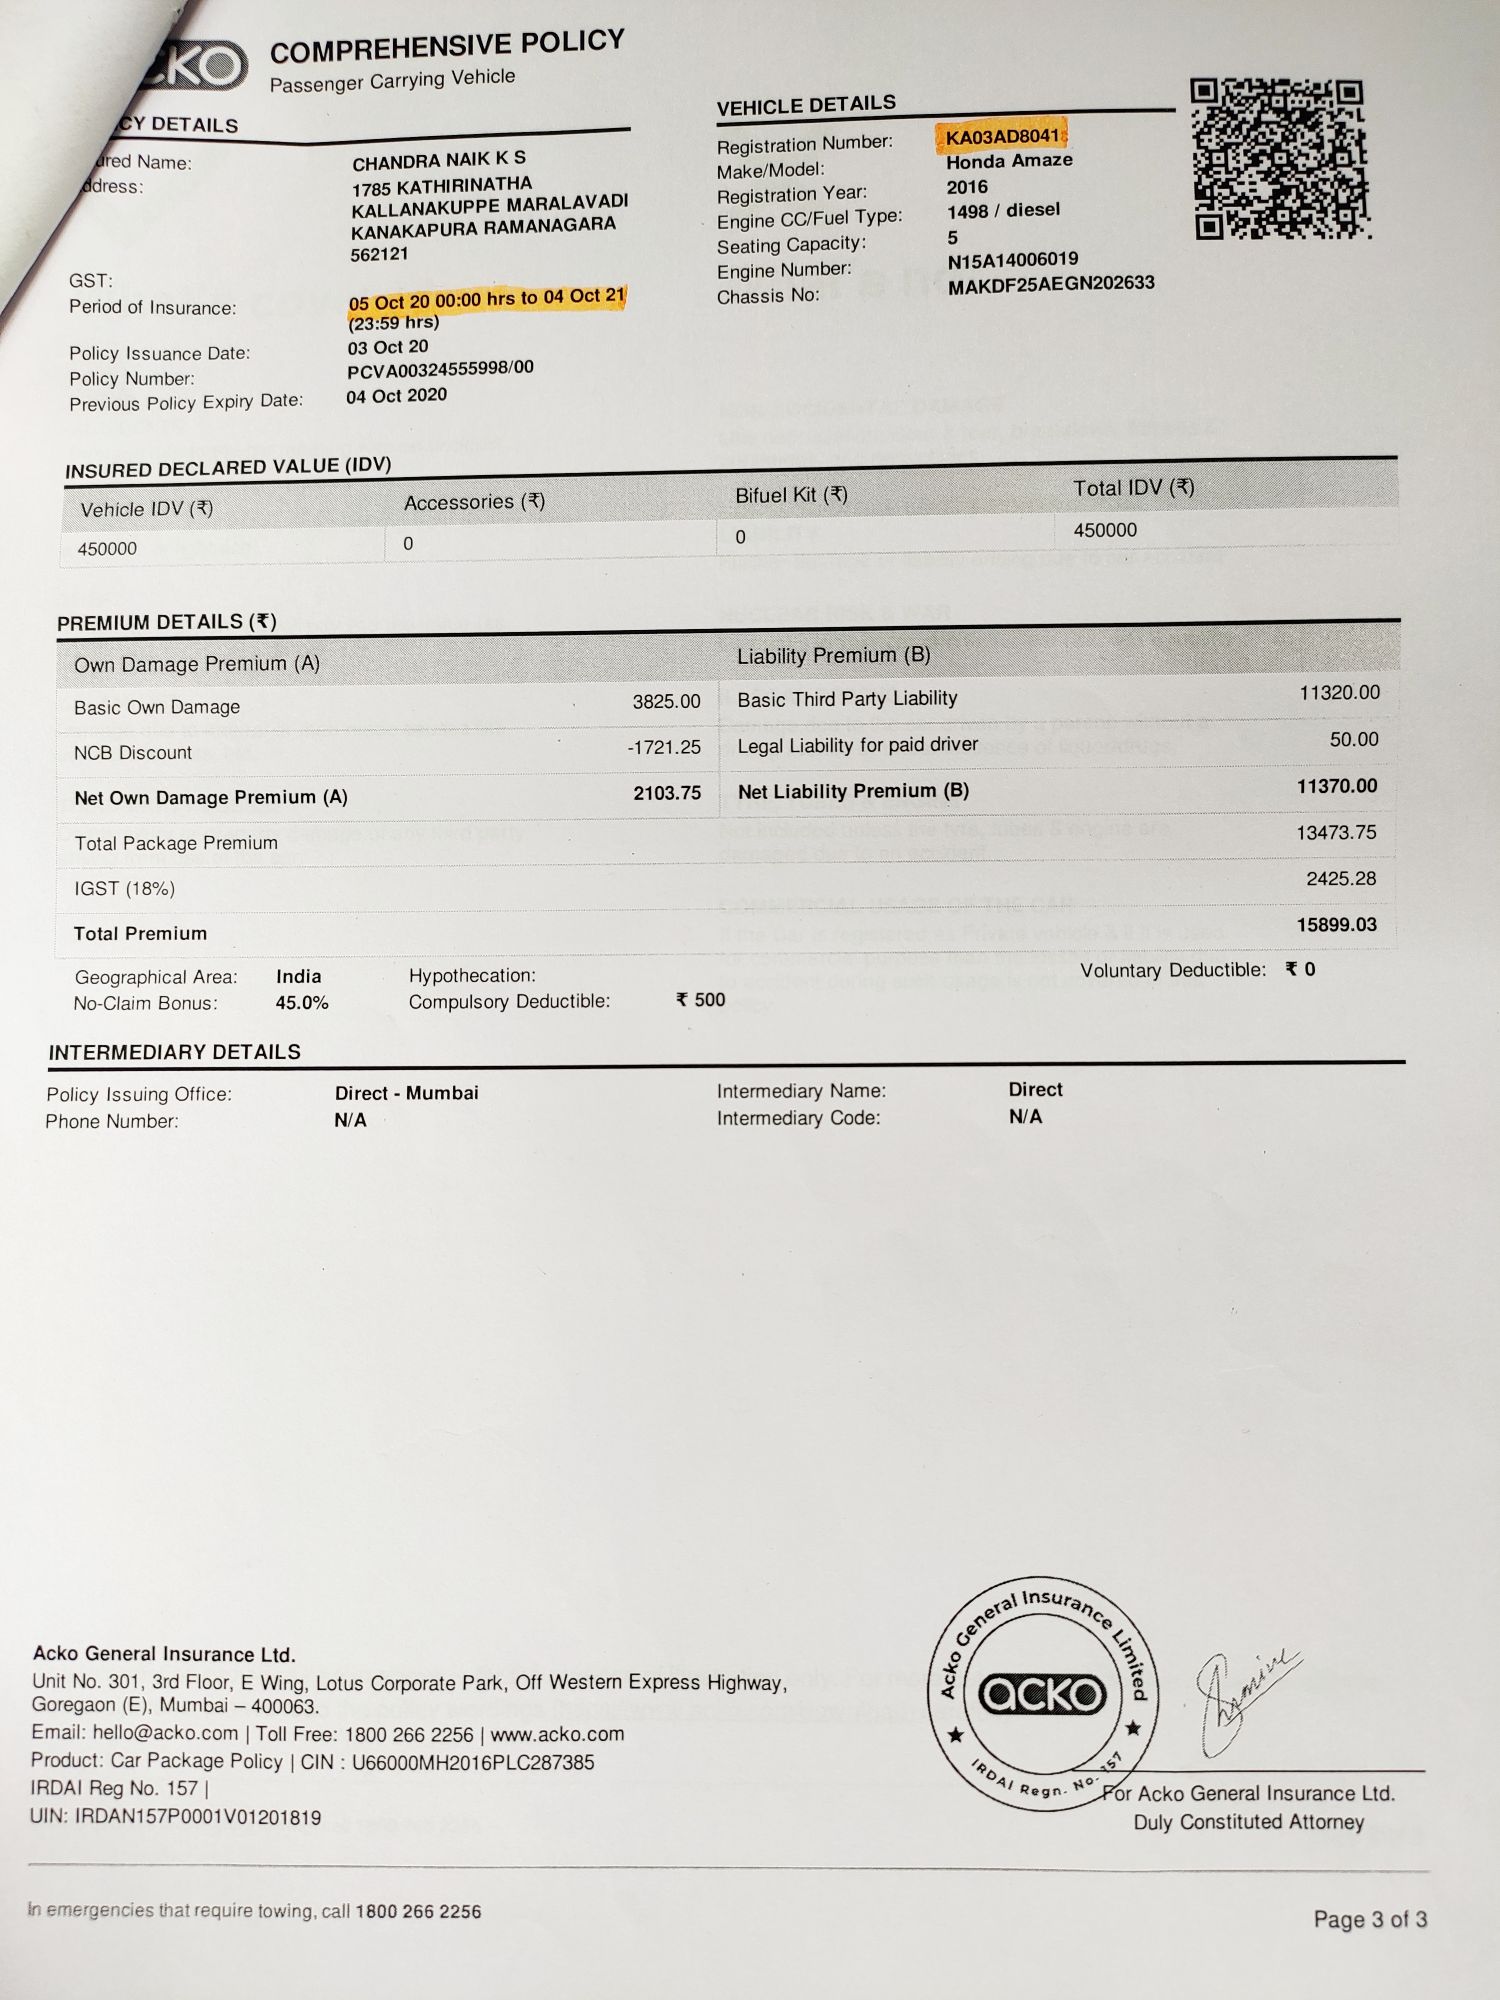 CKO
COMPREHENSIVE POLICY
Passenger Carrying Vehicle
CY DETAILS
ured Name: CHANDRA NAIK K S
ddress: 1785 KATHIRINATHA
KALLANAKUPPE MARALAVADI
KANAKAPURA RAMANAGARA
562121
GST:
Period of Insurance: 05 Oct 20 00:00 hrs to 04 Oct 21
(23:59 hrs)
Policy Issuance Date: 03 Oct 20
Policy Number: PCVA00324555998/00
Previous Policy Expiry Date: 04 Oct 2020
VEHICLE DETAILS
Registration Number: KA03AD8041
Make/Model: Honda Amaze
Registration Year: 2016
Engine CC/Fuel Type: 1498 / diesel
Seating Capacity: 5
Engine Number: N15A14006019
Chassis No: MAKDF25AEGN202633
INSURED DECLARED VALUE (IDV)
Vehicle IDV (₹) Accessories (₹) Bifuel Kit (₹) Total IDV (₹)
450000 0 0 450000
PREMIUM DETAILS (₹)
Own Damage Premium (A) Liability Premium (B)
Basic Own Damage 3825.00 Basic Third Party Liability 11320.00
NCB Discount -1721.25 Legal Liability for paid driver 50.00
Net Own Damage Premium (A) 2103.75 Net Liability Premium (B) 11370.00
Total Package Premium 13473.75
IGST (18%) 2425.28
Total Premium 15899.03
Geographical Area: India Hypothecation: Voluntary Deductible: ₹ 0
No-Claim Bonus: 45.0% Compulsory Deductible: ₹ 500
INTERMEDIARY DETAILS
Policy Issuing Office: Direct - Mumbai Intermediary Name: Direct
Phone Number: N/A Intermediary Code: N/A
Acko General Insurance Ltd.
Unit No. 301, 3rd Floor, E Wing, Lotus Corporate Park, Off Western Express Highway,
Goregaon (E), Mumbai – 400063.
Email: hello@acko.com | Toll Free: 1800 266 2256 | www.acko.com
Product: Car Package Policy | CIN : U66000MH2016PLC287385
IRDAI Reg No. 157 |
UIN: IRDAN157P0001V01201819
Acko General Insurance Limited
acko
IRDAI Regn. No. 157
For Acko General Insurance Ltd.
Duly Constituted Attorney
In emergencies that require towing, call 1800 266 2256
Page 3 of 3